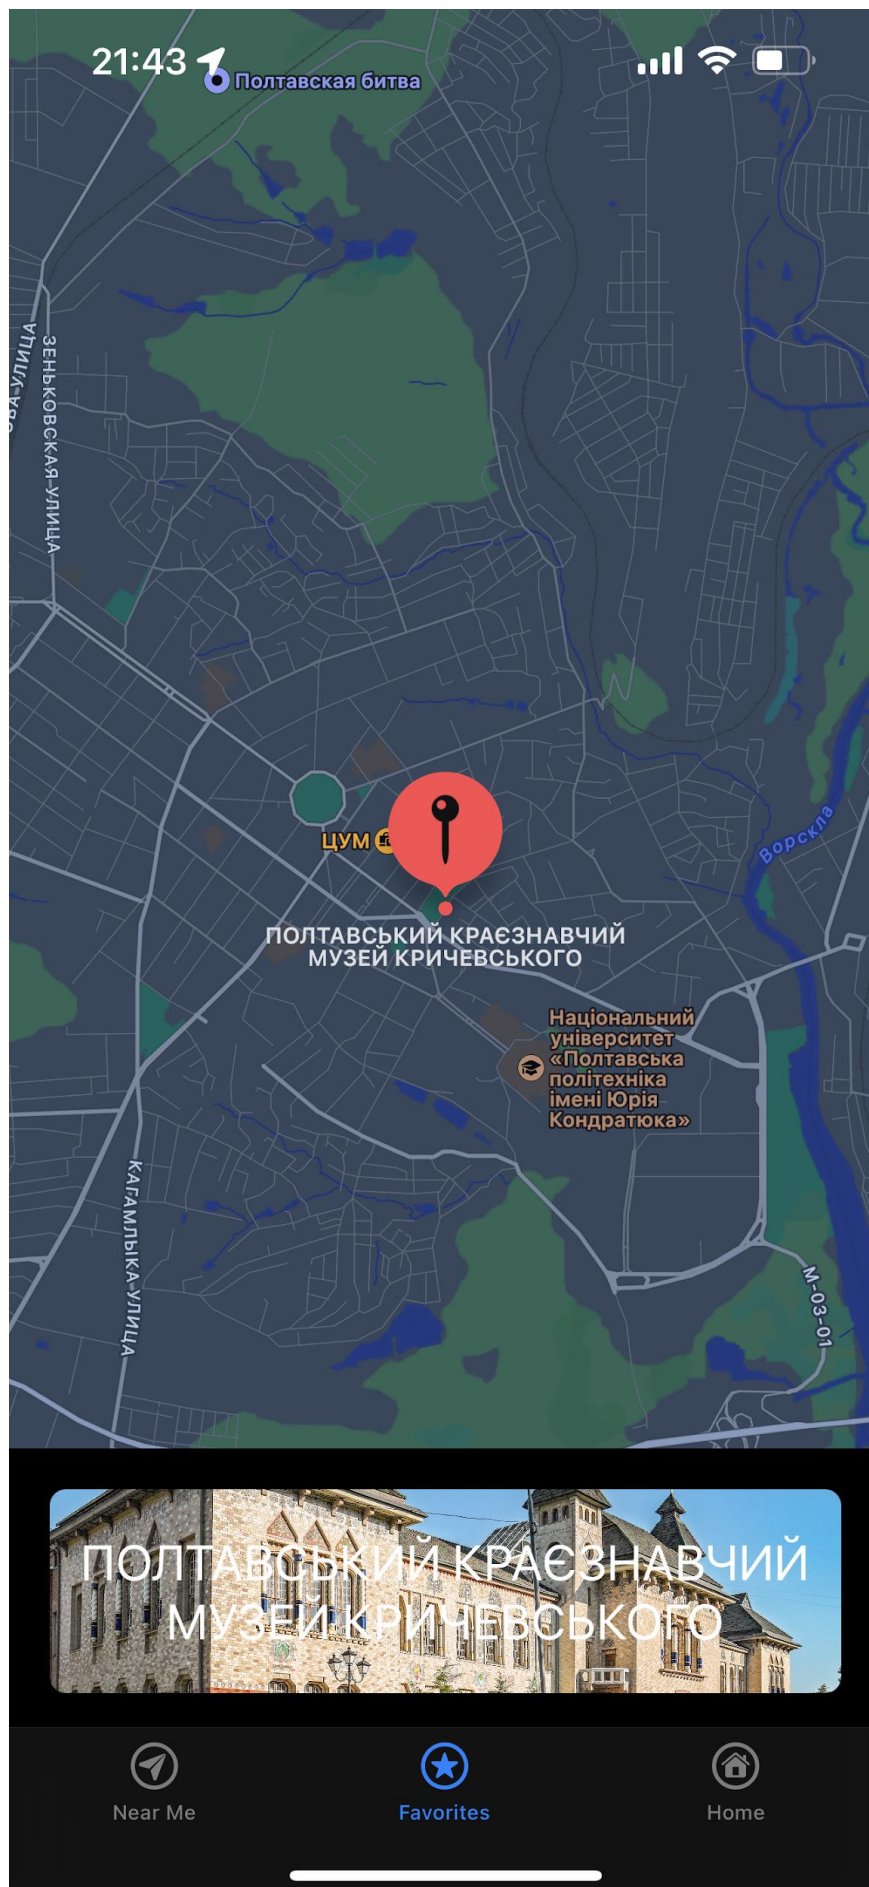 21:43
Полтавская битва
ЗЕНЬКОВСКАЯ УЛИЦА
УЛИЦА
ЦУМ
Ворскла
ПОЛТАВСЬКИЙ КРАЄЗНАВЧИЙ
МУЗЕЙ КРИЧЕВСЬКОГО
Національний
університет
«Полтавська
політехніка
імені Юрія
Кондратюка»
КАГАМЛЫКА УЛИЦА
М-03-01
ПОЛТАВСЬКИЙ КРАЄЗНАВЧИЙ
МУЗЕЙ КРИЧЕВСЬКОГО
Near Me
Favorites
Home